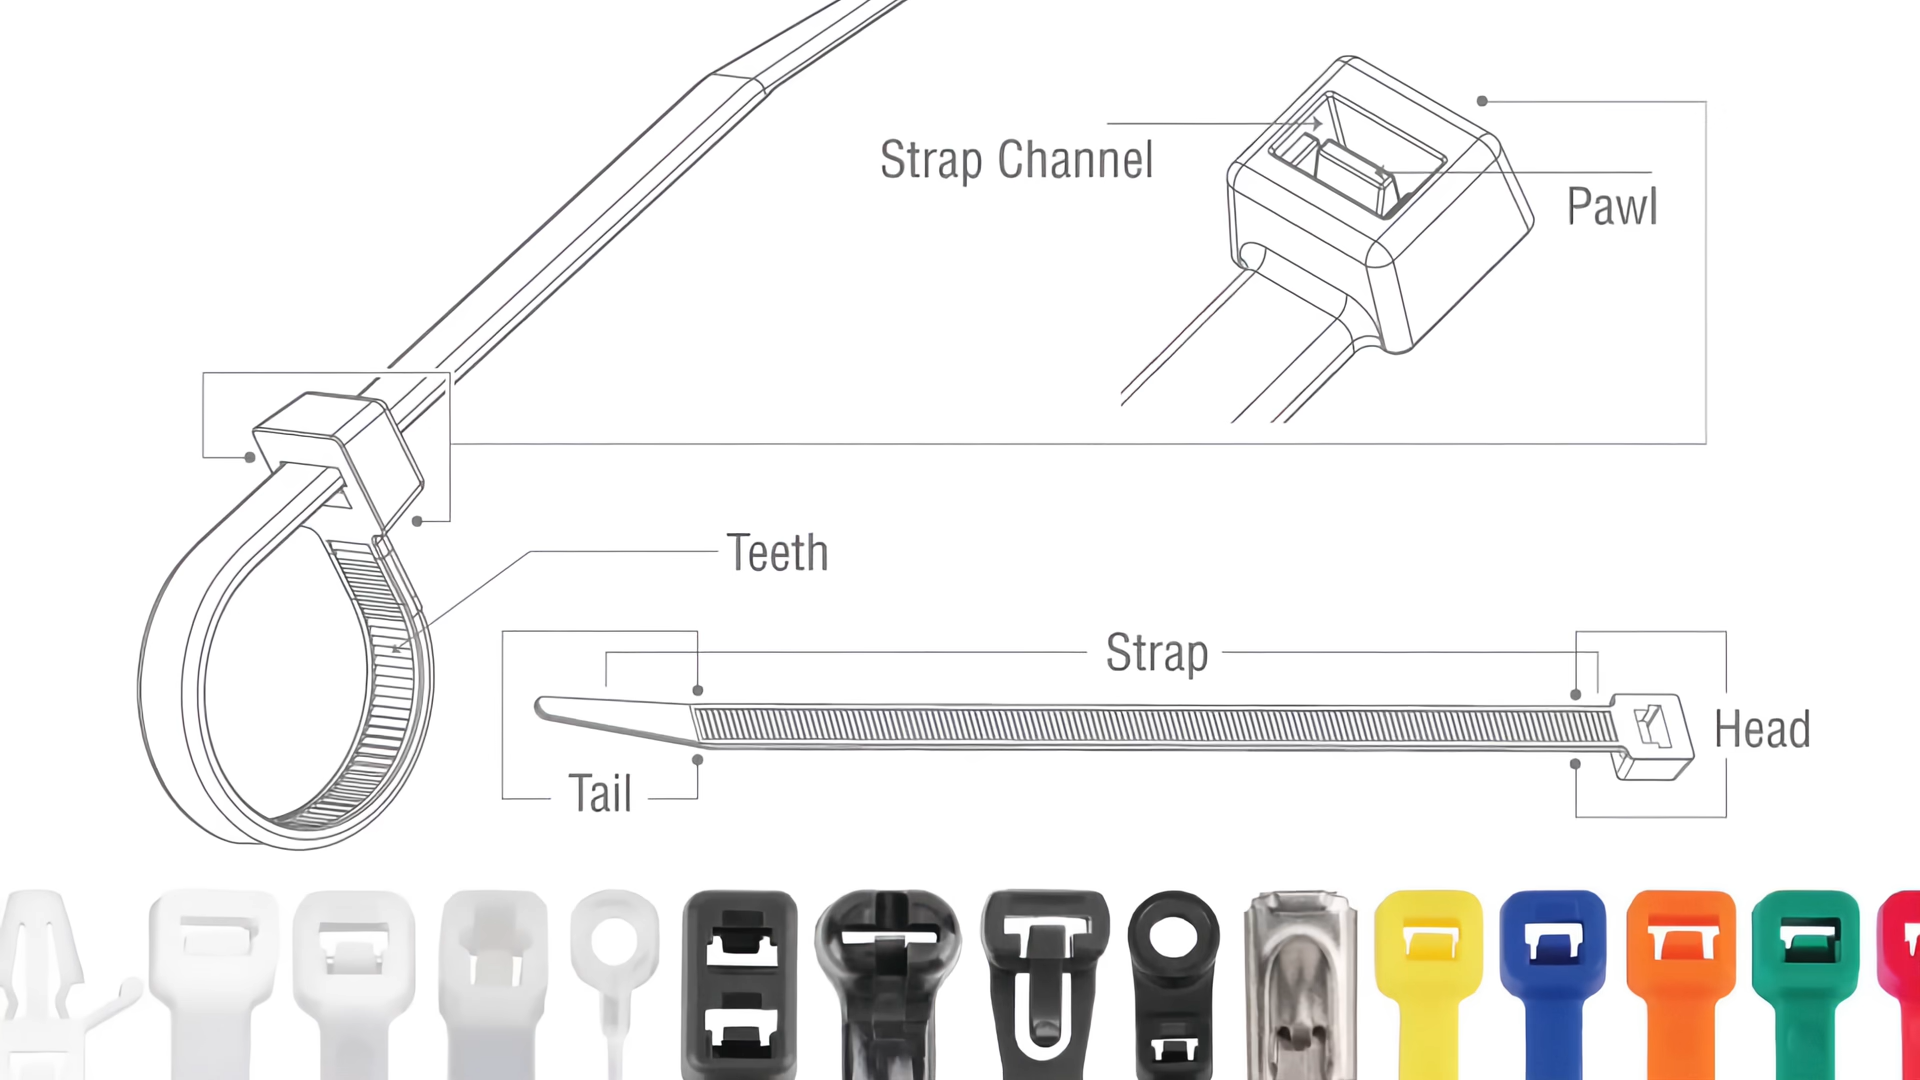 Strap Channel
Pawl
Teeth
Strap
Head
Tail